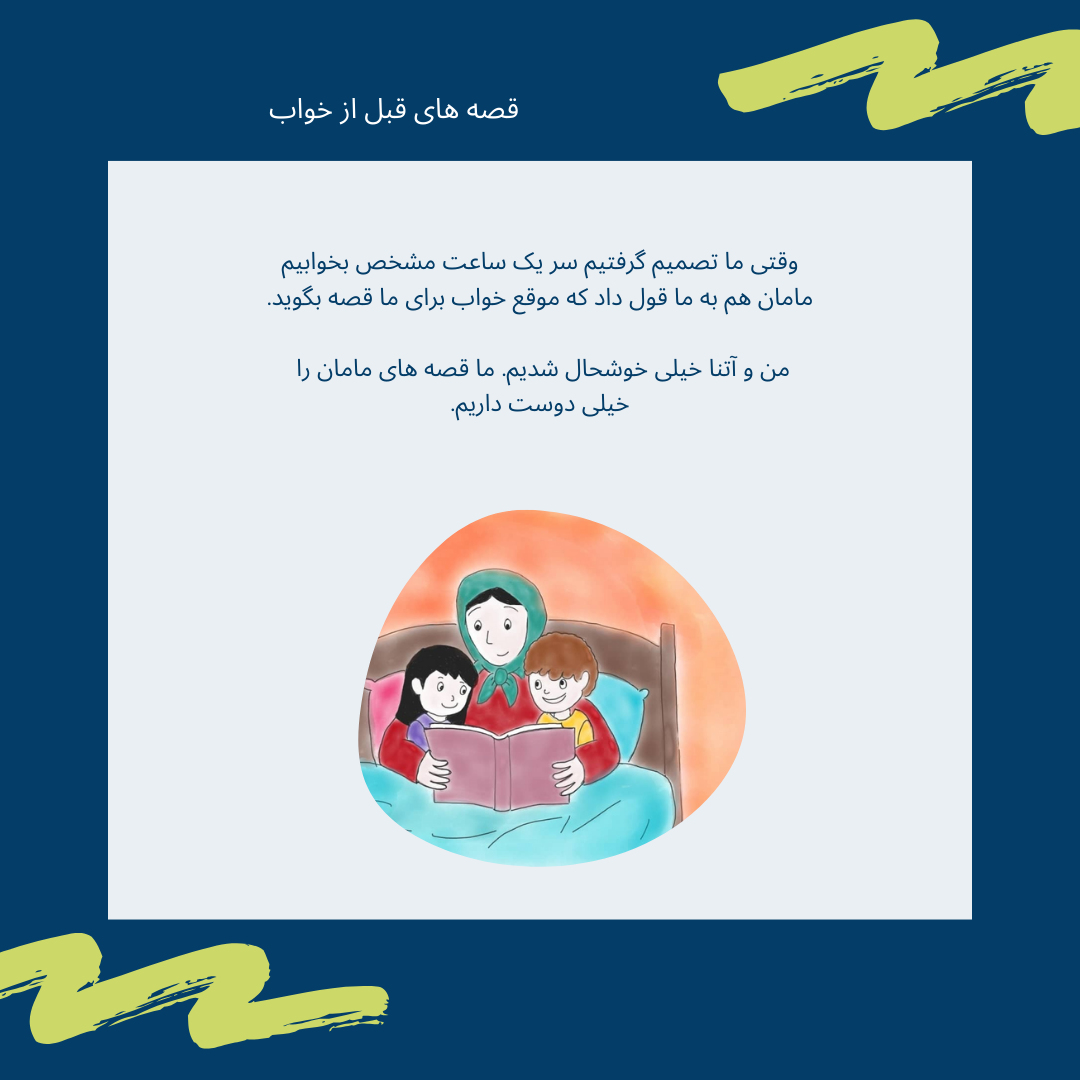 قصه های قبل از خواب
وقتی ما تصمیم گرفتیم سر یک ساعت مشخص بخوابیم
مامان هم به ما قول داد که موقع خواب برای ما قصه بگوید.
من و آتنا خیلی خوشحال شدیم. ما قصه های مامان را
خیلی دوست داریم.